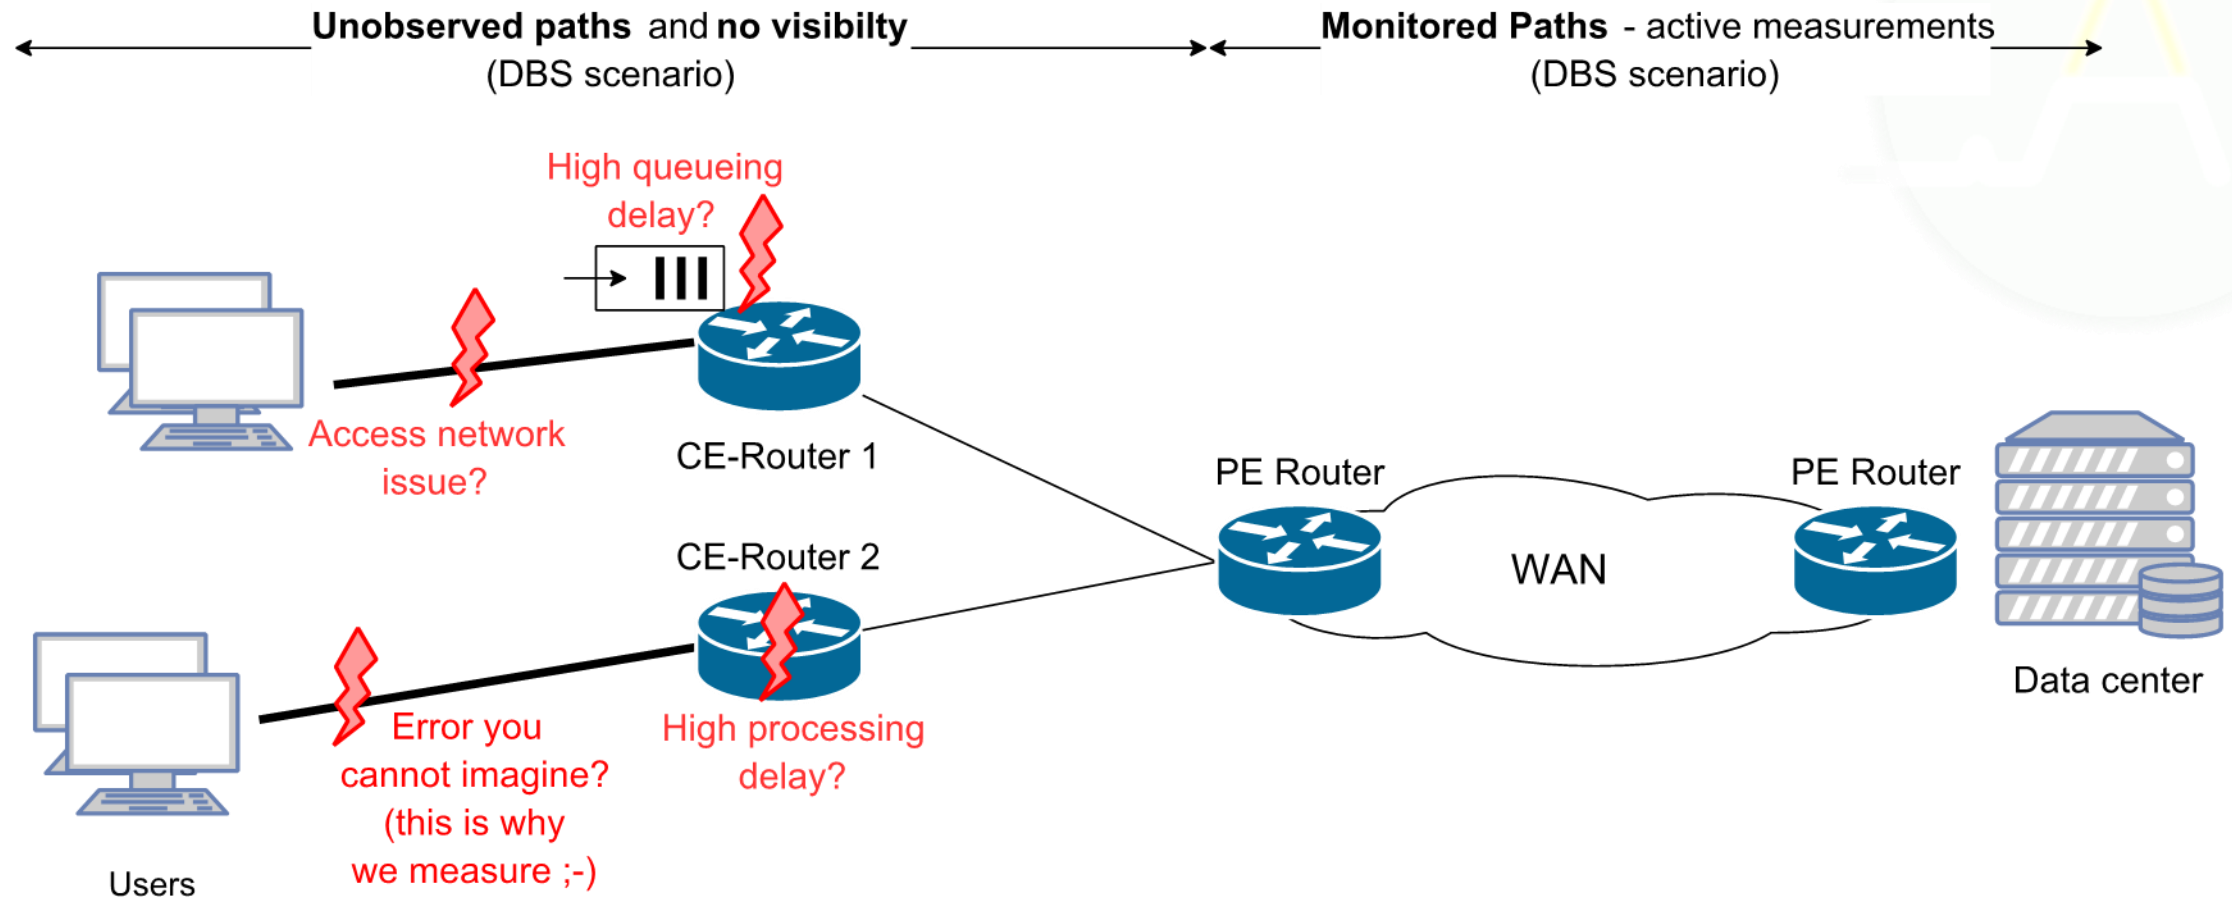 Unobserved paths and no visibilty
(DBS scenario)
Monitored Paths - active measurements
(DBS scenario)
High queueing
delay?
Access network
issue?
CE-Router 1
CE-Router 2
PE Router
PE Router
WAN
Data center
High processing
delay?
Error you
cannot imagine?
(this is why
we measure ;-)
Users